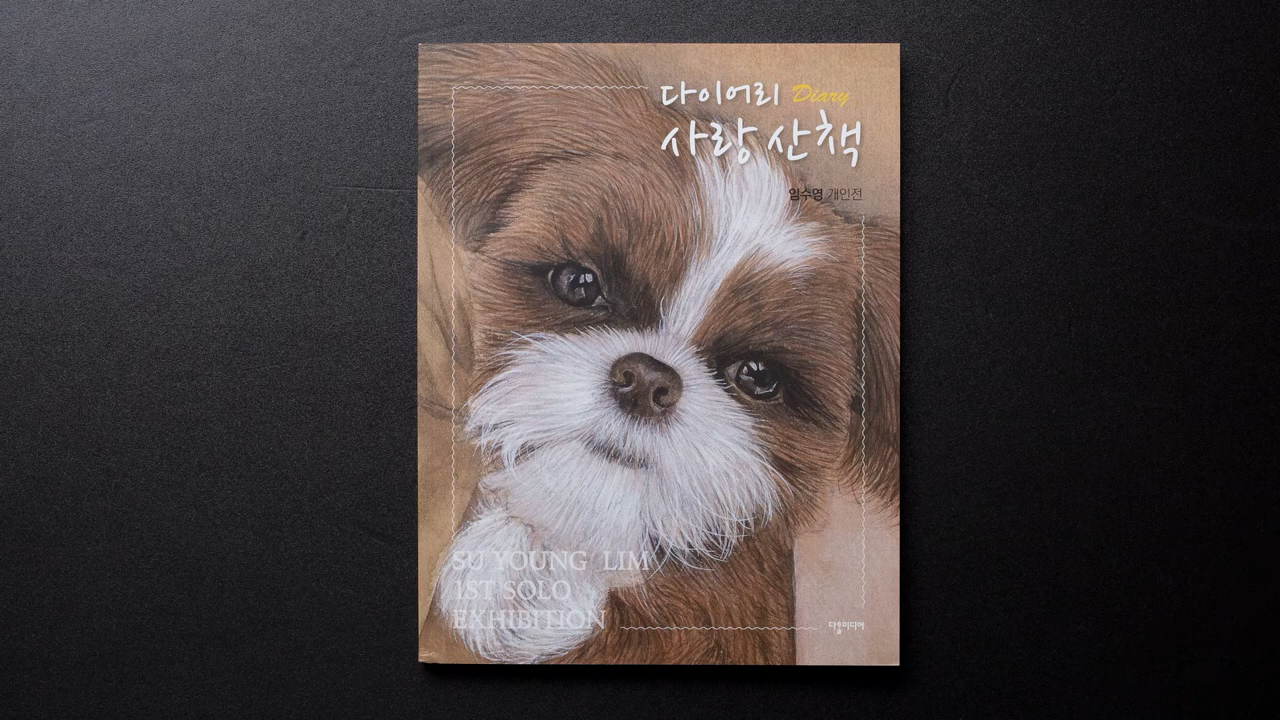 다이어리 Diary
사랑 산책
임수영 개인전
SU YOUNG LIM
1ST SOLO
EXHIBITION
다올미디어